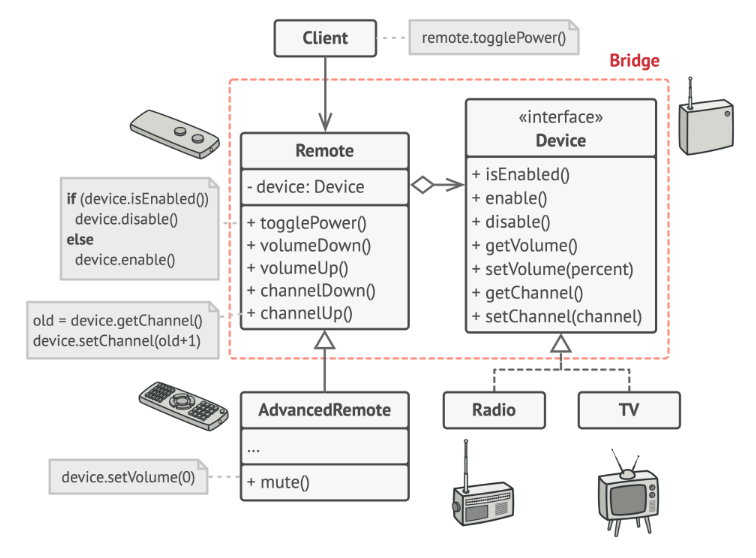 Client
remote.togglePower()
Bridge
Remote
- device: Device
+ togglePower()
+ volumeDown()
+ volumeUp()
+ channelDown()
+ channelUp()
«interface»
Device
+ isEnabled()
+ enable()
+ disable()
+ getVolume()
+ setVolume(percent)
+ getChannel()
+ setChannel(channel)
if (device.isEnabled())
device.disable()
else
device.enable()
old = device.getChannel()
device.setChannel(old+1)
AdvancedRemote
...
+ mute()
device.setVolume(0)
Radio
TV